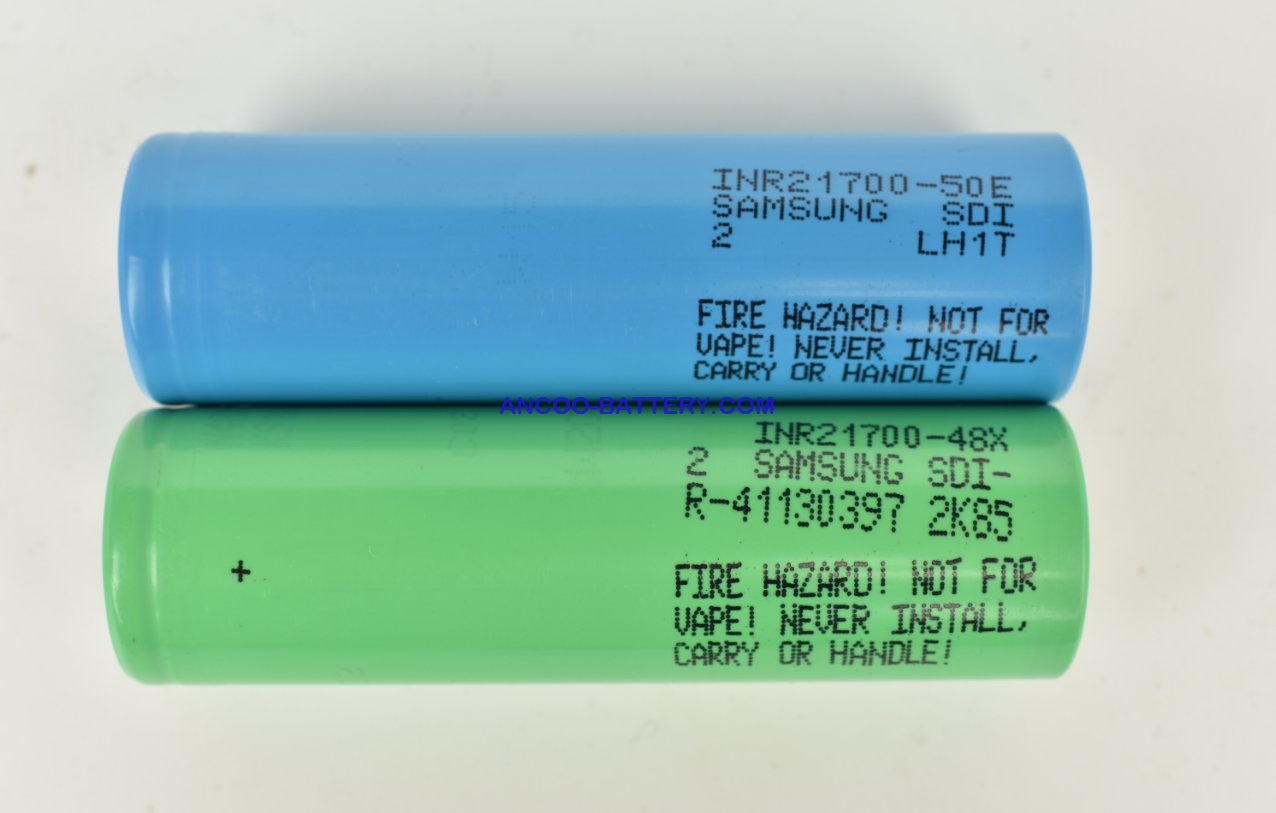 INR21700-50E
SAMSUNG SDI
2 LH1T
FIRE HAZARD! NOT FOR
VAPE! NEVER INSTALL,
CARRY OR HANDLE!
ANCOO-BATTERY.COM
INR21700-48X
2 SAMSUNG SDI-
R-41130397 2K85
+
FIRE HAZARD! NOT FOR
VAPE! NEVER INSTALL,
CARRY OR HANDLE!